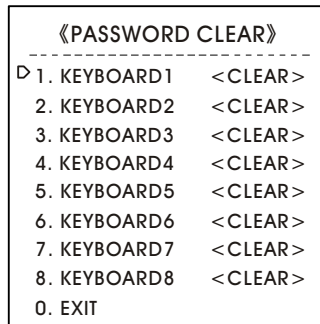 《PASSWORD CLEAR》
1. KEYBOARD1 <CLEAR>
2. KEYBOARD2 <CLEAR>
3. KEYBOARD3 <CLEAR>
4. KEYBOARD4 <CLEAR>
5. KEYBOARD5 <CLEAR>
6. KEYBOARD6 <CLEAR>
7. KEYBOARD7 <CLEAR>
8. KEYBOARD8 <CLEAR>
0. EXIT